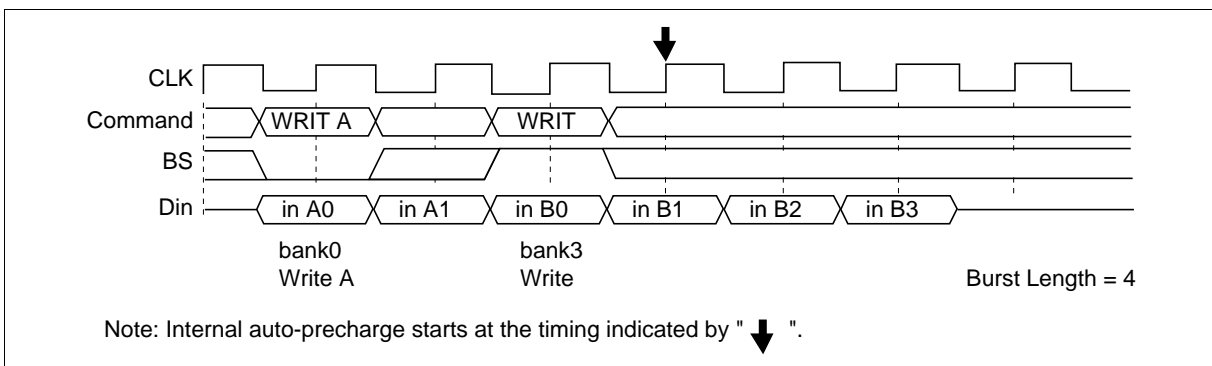 CLK
Command WRIT A WRIT
BS
Din in A0 in A1 in B0 in B1 in B2 in B3
bank0 bank3
Write A Write Burst Length = 4
Note: Internal auto-precharge starts at the timing indicated by " ".